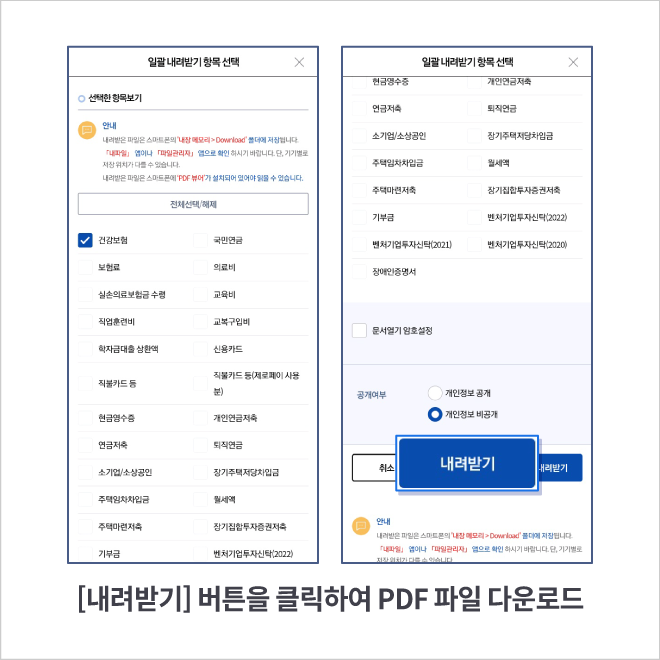 일괄 내려받기 항목 선택
선택한 항목보기
안내
내려받은 파일은 스마트폰의 '내장 메모리 > Download' 폴더에 저장됩니다.
「내파일」 앱이나 「파일관리자」 앱으로 확인 하시기 바랍니다. 단, 기기별로
저장 위치가 다를 수 있습니다.
내려받은 파일은 스마트폰에 'PDF 뷰어'가 설치되어 있어야 읽을 수 있습니다.
전체선택/해제
건강보험 국민연금
보험료 의료비
실손의료보험금 수령 교육비
직업훈련비 교복구입비
학자금대출 상환액 신용카드
직불카드 등 직불카드 등(제로페이 사용
분)
현금영수증 개인연금저축
연금저축 퇴직연금
소기업/소상공인 장기주택저당차입금
주택임차차입금 월세액
주택마련저축 장기집합투자증권저축
기부금 벤처기업투자신탁(2022)
일괄 내려받기 항목 선택
현금영수증 개인연금저축
연금저축 퇴직연금
소기업/소상공인 장기주택저당차입금
주택임차차입금 월세액
주택마련저축 장기집합투자증권저축
기부금 벤처기업투자신탁(2022)
벤처기업투자신탁(2021) 벤처기업투자신탁(2020)
장애인증명서
문서열기 암호설정
공개여부 개인정보 공개
개인정보 비공개
취소 내려받기 내려받기
안내
내려받은 파일은 스마트폰의 '내장 메모리 > Download' 폴더에 저장됩니다.
「내파일」 앱이나 「파일관리자」 앱으로 확인 하시기 바랍니다. 단, 기기별로
저장 위치가 다를 수 있습니다.
[내려받기] 버튼을 클릭하여 PDF 파일 다운로드